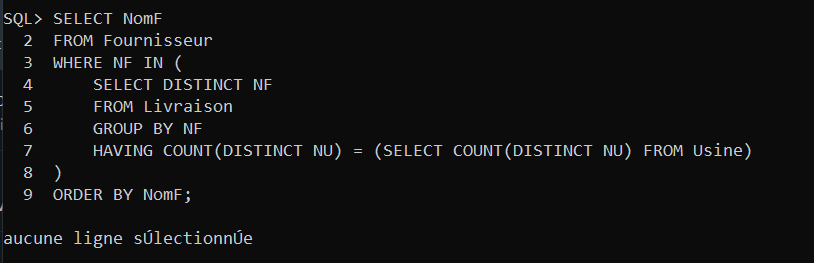 SQL> SELECT NomF
  2  FROM Fournisseur
  3  WHERE NF IN (
  4      SELECT DISTINCT NF
  5      FROM Livraison
  6      GROUP BY NF
  7      HAVING COUNT(DISTINCT NU) = (SELECT COUNT(DISTINCT NU) FROM Usine)
  8  )
  9  ORDER BY NomF;
aucune ligne sÚlectionnÚe